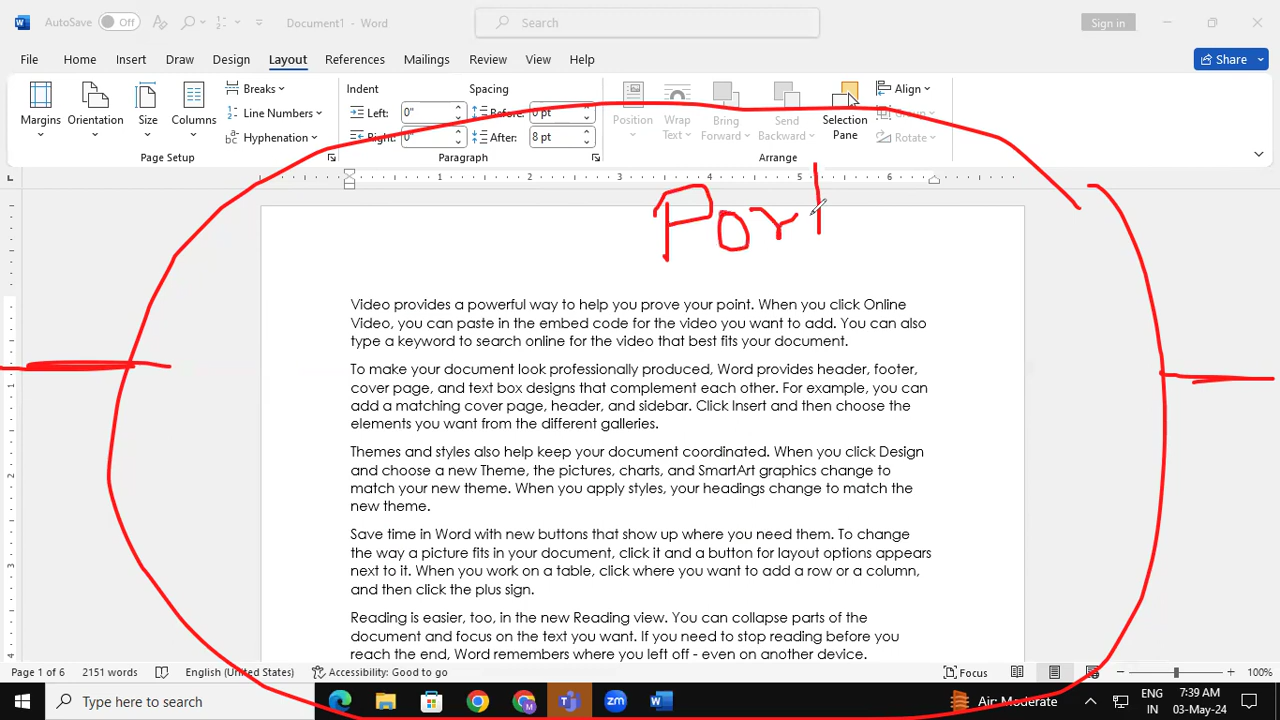 AutoSave Off Document1 - Word Search Sign in
File Home Insert Draw Design Layout References Mailings Review View Help Share
Margins Orientation Size Columns Breaks Line Numbers Hyphenation
Page Setup
Indent Left: 0" Right: 0"
Spacing Before: 0 pt After: 8 pt
Paragraph
Position Wrap Text Bring Forward Send Backward Selection Pane Align Group Rotate
Arrange
1 2 3 4 5 6
Port
Video provides a powerful way to help you prove your point. When you click Online
Video, you can paste in the embed code for the video you want to add. You can also
type a keyword to search online for the video that best fits your document.
To make your document look professionally produced, Word provides header, footer,
cover page, and text box designs that complement each other. For example, you can
add a matching cover page, header, and sidebar. Click Insert and then choose the
elements you want from the different galleries.
Themes and styles also help keep your document coordinated. When you click Design
and choose a new Theme, the pictures, charts, and SmartArt graphics change to
match your new theme. When you apply styles, your headings change to match the
new theme.
Save time in Word with new buttons that show up where you need them. To change
the way a picture fits in your document, click it and a button for layout options appears
next to it. When you work on a table, click where you want to add a row or a column,
and then click the plus sign.
Reading is easier, too, in the new Reading view. You can collapse parts of the
document and focus on the text you want. If you need to stop reading before you
reach the end, Word remembers where you left off - even on another device.
Page 1 of 6 2151 words English (United States) Accessibility: Good to go Focus 100%
Type here to search Air: Moderate ENG IN 7:39 AM 03-May-24